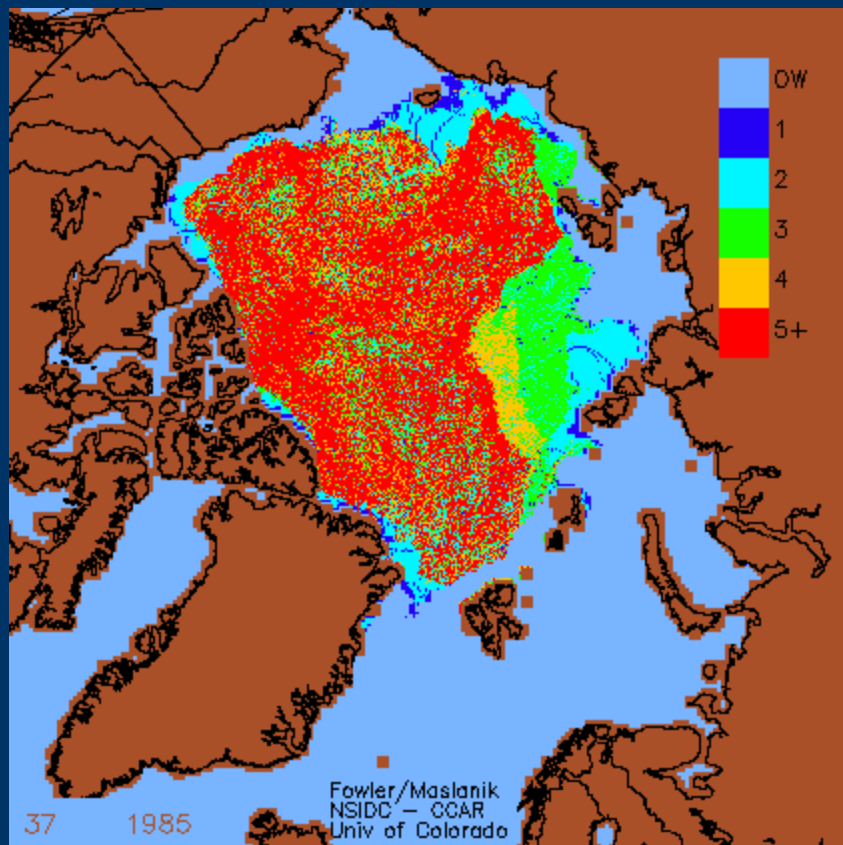 OW
1
2
3
4
5+
Fowler/Maslanik
NSIDC – CCAR
Univ of Colorado
37 1985